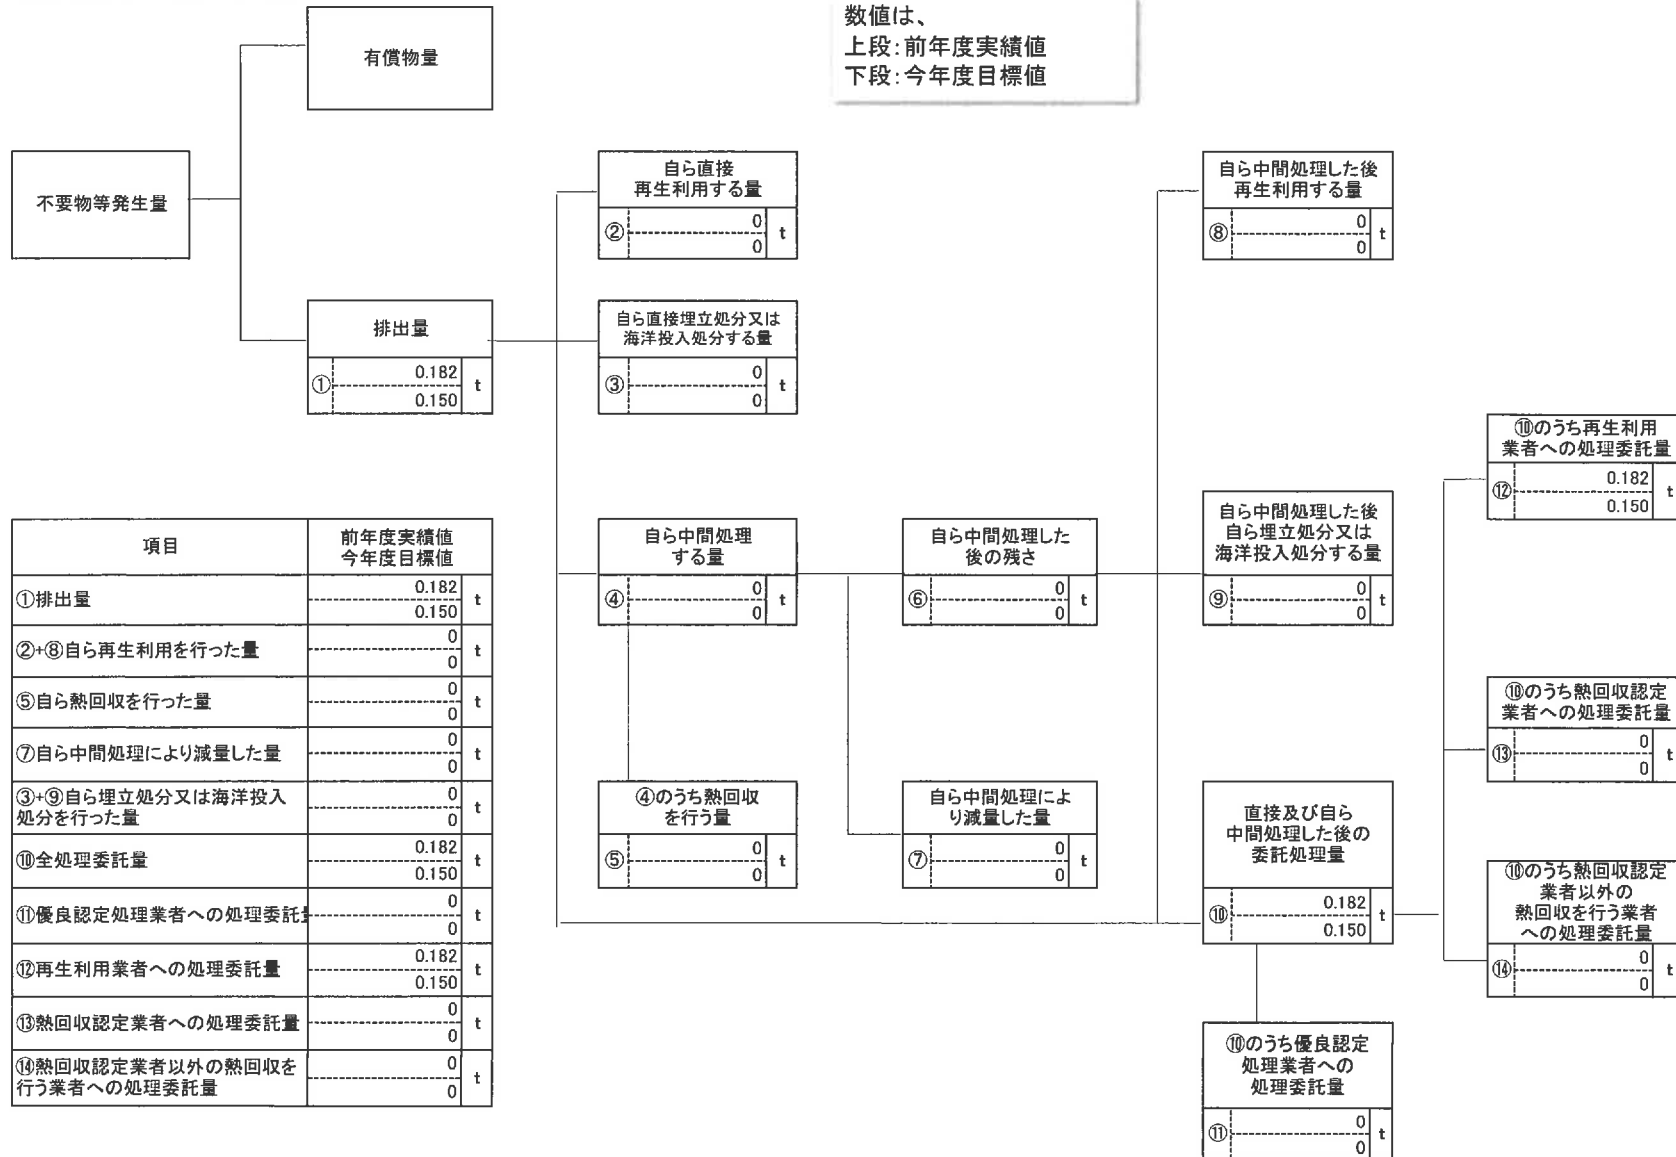 数値は、
上段:前年度実績値
下段:今年度目標値
有償物量
不要物等発生量
排出量
①
0.182
0.150
t
自ら直接
再生利用する量
②
0
0
t
自ら直接埋立処分又は
海洋投入処分する量
③
0
0
t
自ら中間処理
する量
④
0
0
t
④のうち熱回収
を行う量
⑤
0
0
t
自ら中間処理した
後の残さ
⑥
0
0
t
自ら中間処理によ
り減量した量
⑦
0
0
t
自ら中間処理した後
再生利用する量
⑧
0
0
t
自ら中間処理した後
自ら埋立処分又は
海洋投入処分する量
⑨
0
0
t
直接及び自ら
中間処理した後の
委託処理量
⑩
0.182
0.150
t
⑩のうち優良認定
処理業者への
処理委託量
⑪
0
0
t
⑩のうち再生利用
業者への処理委託量
⑫
0.182
0.150
t
⑩のうち熱回収認定
業者への処理委託量
⑬
0
0
t
⑩のうち熱回収認定
業者以外の
熱回収を行う業者
への処理委託量
⑭
0
0
t
項目
前年度実績値
今年度目標値
①排出量
0.182
0.150
t
②+⑧自ら再生利用を行った量
0
0
t
⑤自ら熱回収を行った量
0
0
t
⑦自ら中間処理により減量した量
0
0
t
③+⑨自ら埋立処分又は海洋投入
処分を行った量
0
0
t
⑩全処理委託量
0.182
0.150
t
⑪優良認定処理業者への処理委託
0
0
t
⑫再生利用業者への処理委託量
0.182
0.150
t
⑬熱回収認定業者への処理委託量
0
0
t
⑭熱回収認定業者以外の熱回収を
行う業者への処理委託量
0
0
t